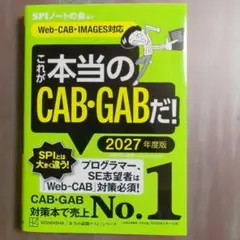 SPIノートの会 編著
Web-CAB・IMAGES対応
これが
本当の
CAB・GABだ!
2027年度版
SPIとは
大きく違う!
プログラマー、
SE志望者は
「Web-CAB」対策必須!
CAB・GAB
対策本で売上
No.1